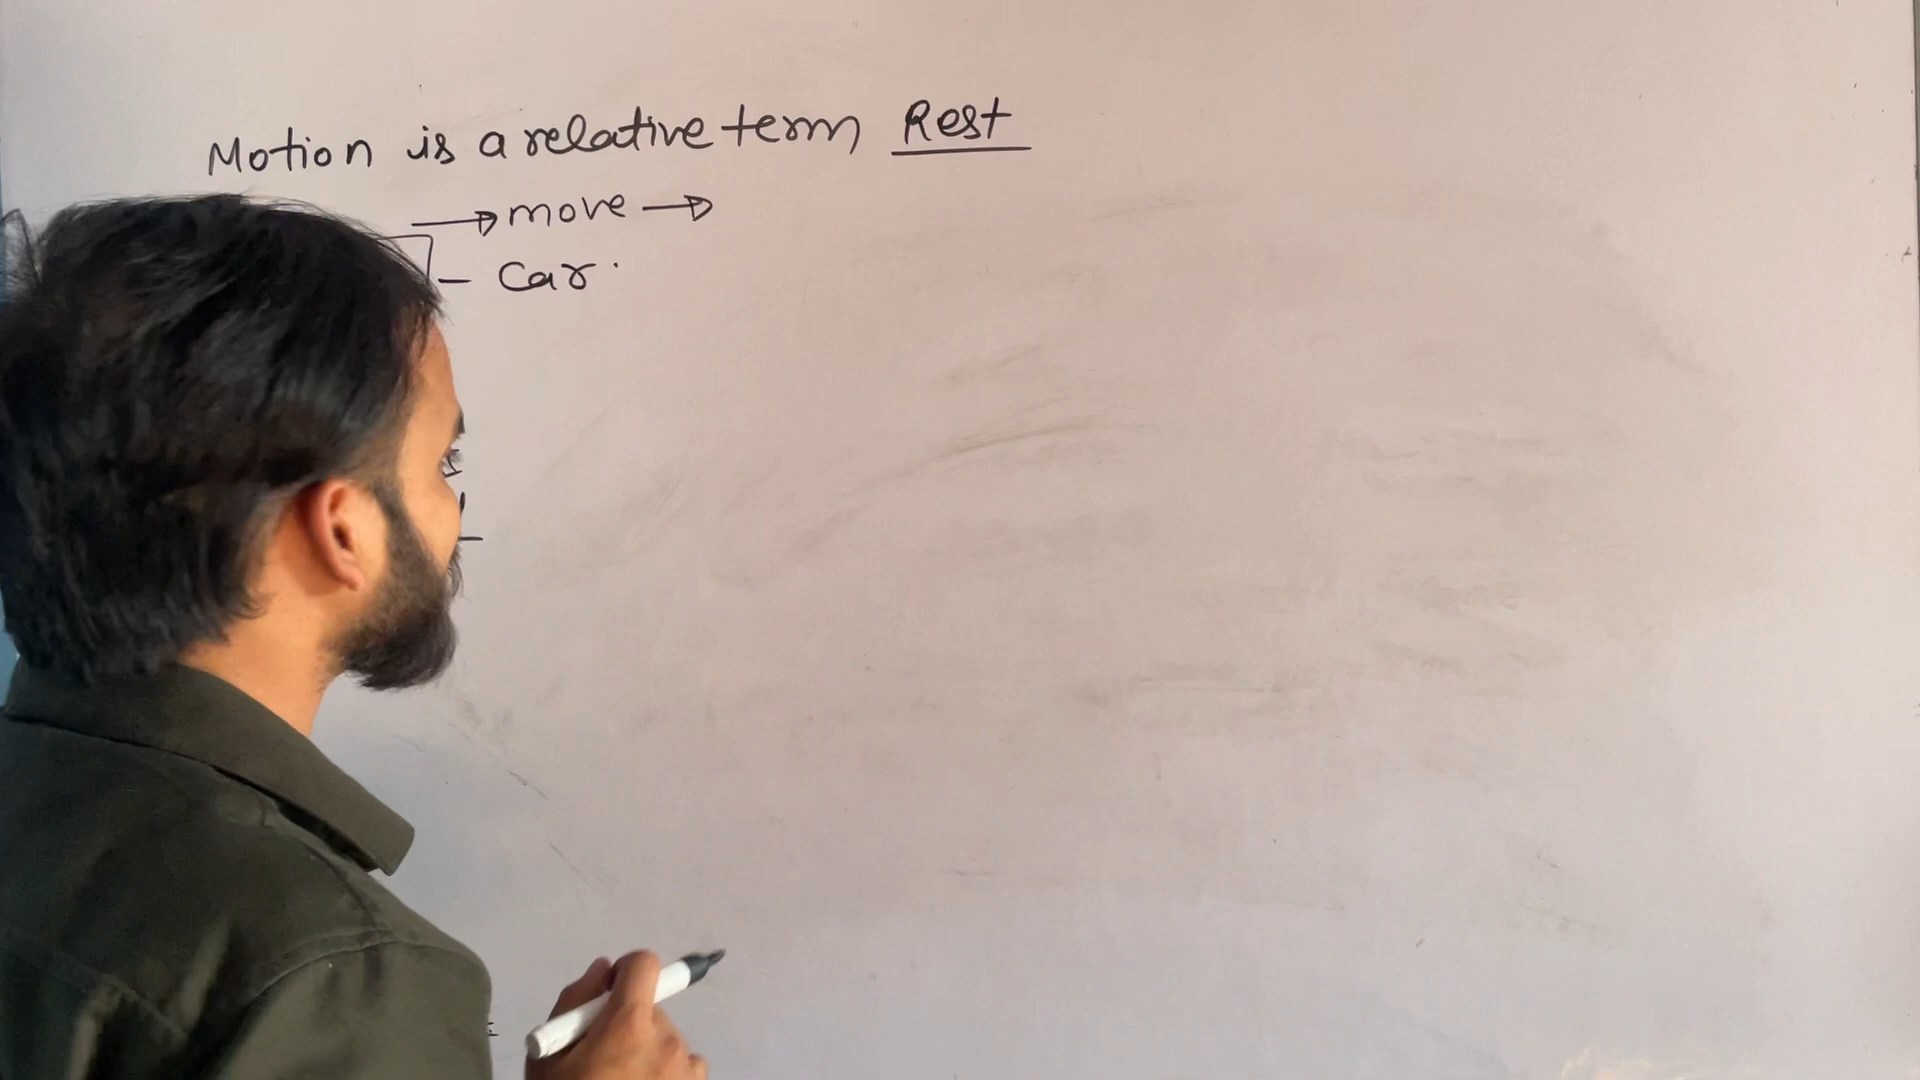 Motion is a relative term Rest
move
- Car